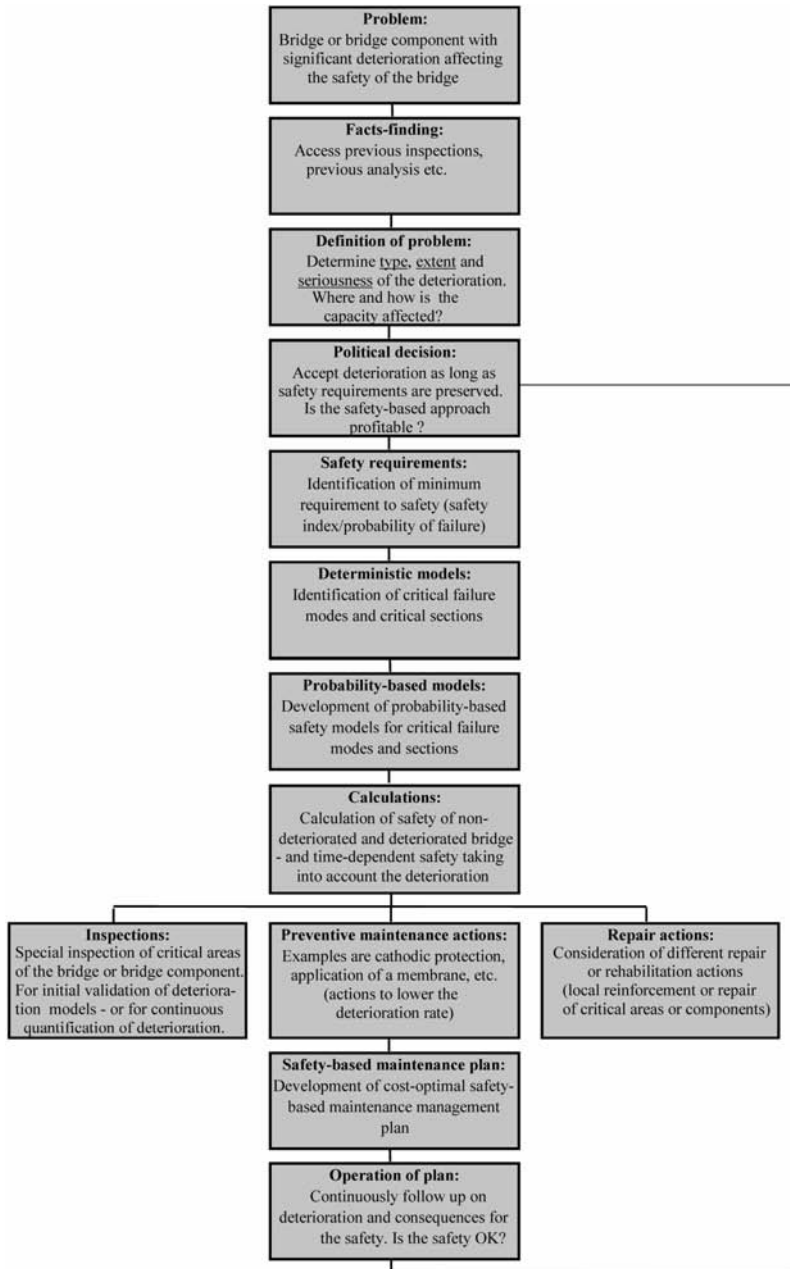 Problem:
Bridge or bridge component with
significant deterioration affecting
the safety of the bridge
Facts-finding:
Access previous inspections,
previous analysis etc.
Definition of problem:
Determine type, extent and
seriousness of the deterioration.
Where and how is the
capacity affected?
Political decision:
Accept deterioration as long as
safety requirements are preserved.
Is the safety-based approach
profitable ?
Safety requirements:
Identification of minimum
requirement to safety (safety
index/probability of failure)
Deterministic models:
Identification of critical failure
modes and critical sections
Probability-based models:
Development of probability-based
safety models for critical failure
modes and sections
Calculations:
Calculation of safety of non-
deteriorated and deteriorated bridge
- and time-dependent safety taking
into account the deterioration
Inspections:
Special inspection of critical areas
of the bridge or bridge component.
For initial validation of deteriora-
tion models - or for continuous
quantification of deterioration.
Preventive maintenance actions:
Examples are cathodic protection,
application of a membrane, etc.
(actions to lower the
deterioration rate)
Repair actions:
Consideration of different repair
or rehabilitation actions
(local reinforcement or repair
of critical areas or components)
Safety-based maintenance plan:
Development of cost-optimal safety-
based maintenance management
plan
Operation of plan:
Continuously follow up on
deterioration and consequences for
the safety. Is the safety OK?